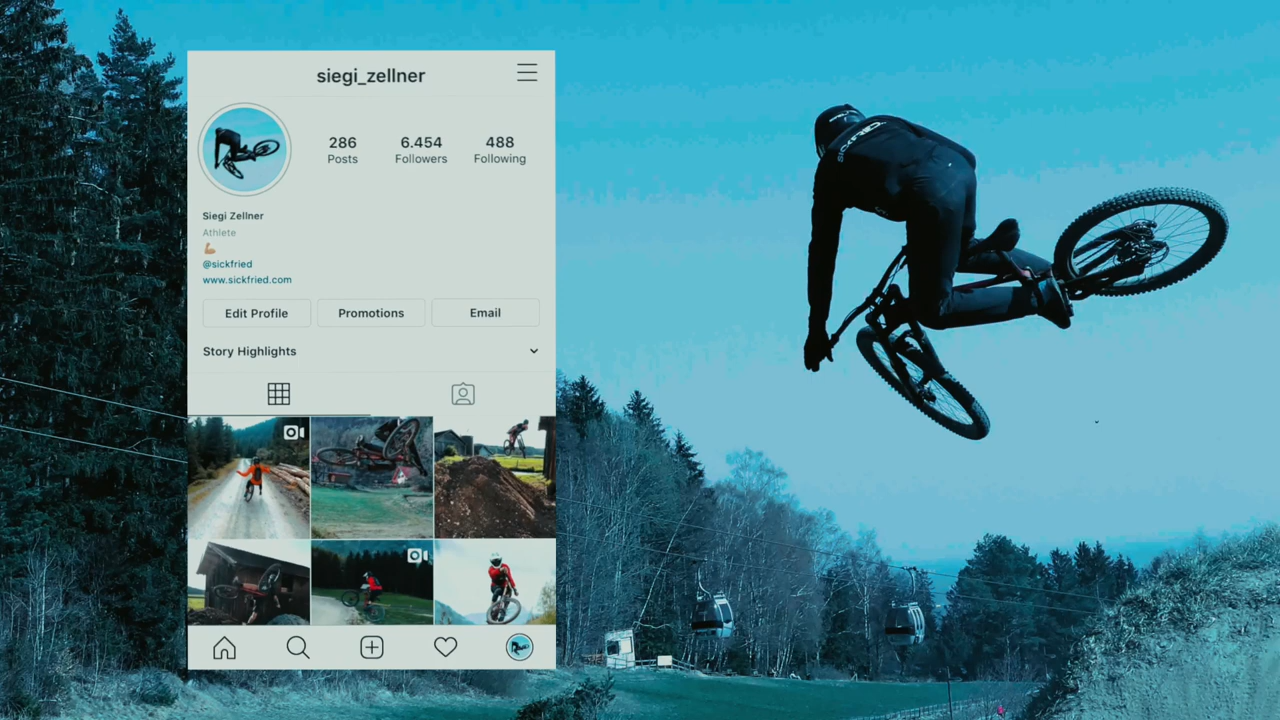 siegi_zellner
286 6.454 488
Posts Followers Following
Siegi Zellner
Athlete
@sickfried
www.sickfried.com
Edit Profile Promotions Email
Story Highlights